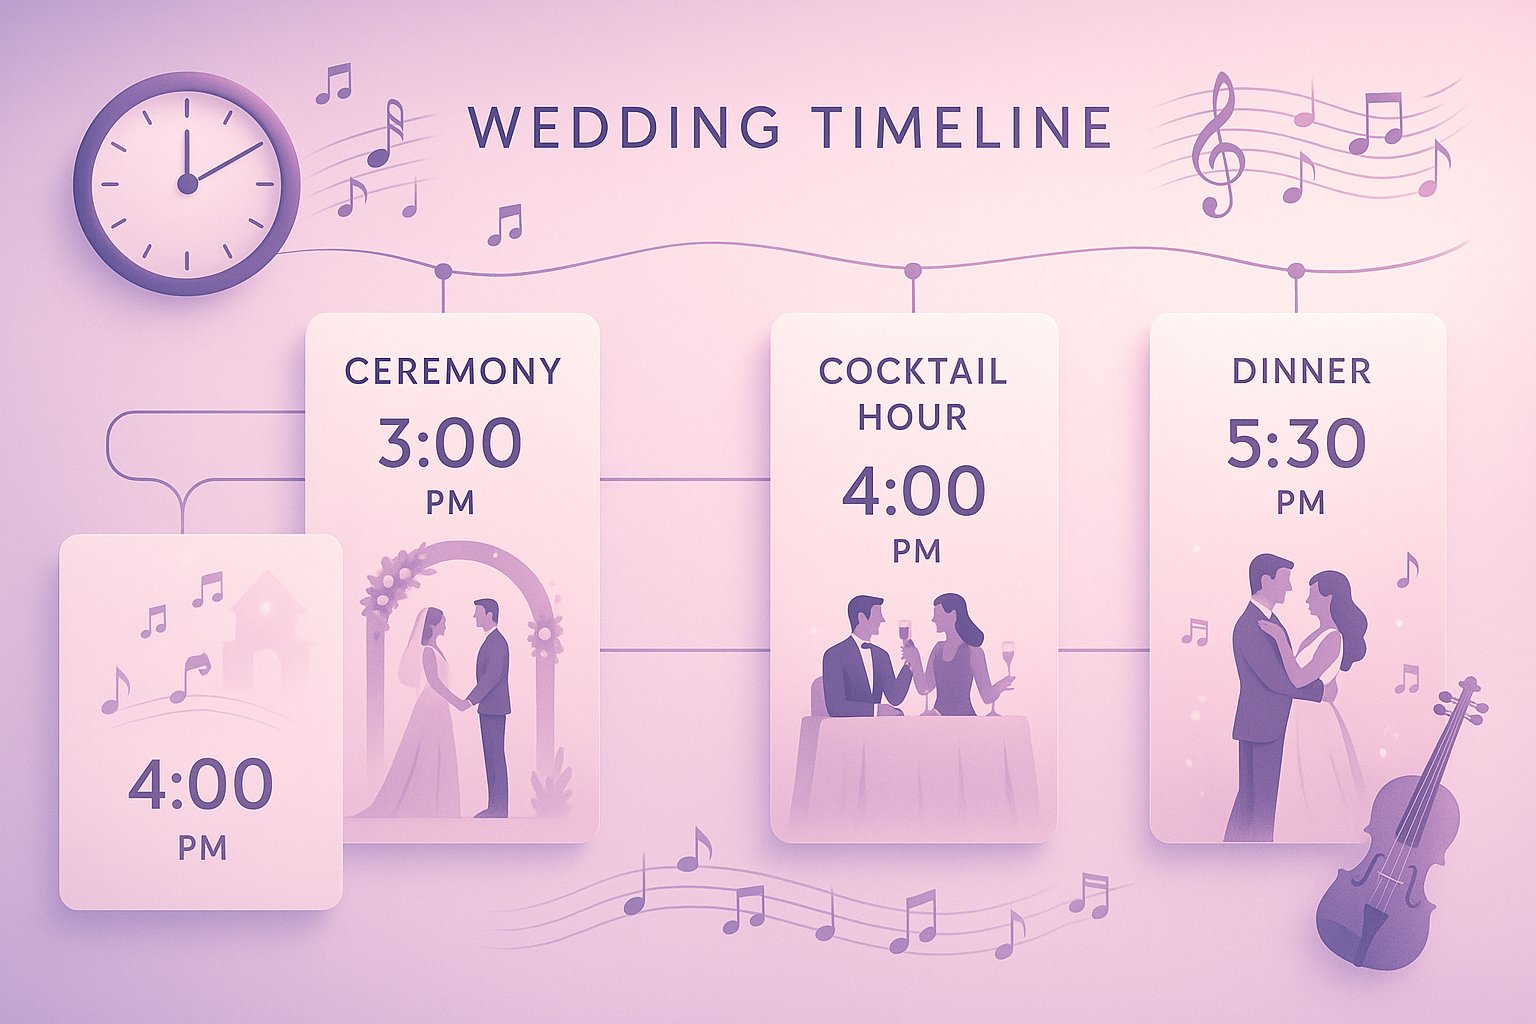 WEDDING TIMELINE
CEREMONY
3:00
PM
COCKTAIL
HOUR
4:00
PM
DINNER
5:30
PM
4:00
PM